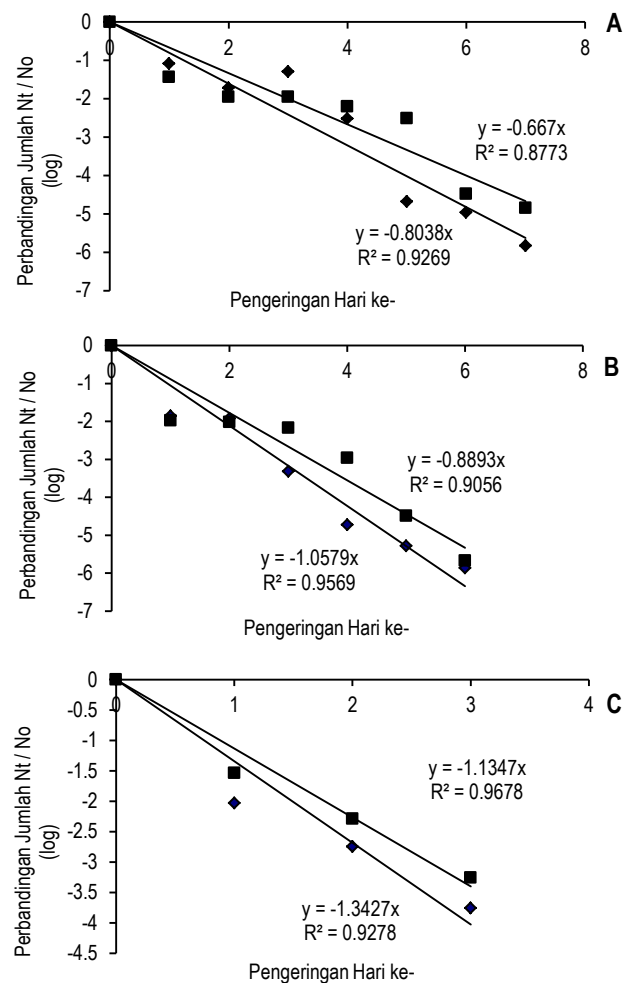 A
0
-1
-2
-3
-4
-5
-6
-7
0 2 4 6 8
Perbandingan Jumlah Nt / No
(log)
y = -0.667x
R² = 0.8773
y = -0.8038x
R² = 0.9269
Pengeringan Hari ke-
B
0
-1
-2
-3
-4
-5
-6
-7
0 2 4 6 8
Perbandingan Jumlah Nt / No
(log)
y = -0.8893x
R² = 0.9056
y = -1.0579x
R² = 0.9569
Pengeringan Hari ke-
C
0
-0.5
-1
-1.5
-2
-2.5
-3
-3.5
-4
-4.5
0 1 2 3 4
Perbandingan Jumlah Nt / No
(log)
y = -1.1347x
R² = 0.9678
y = -1.3427x
R² = 0.9278
Pengeringan Hari ke-